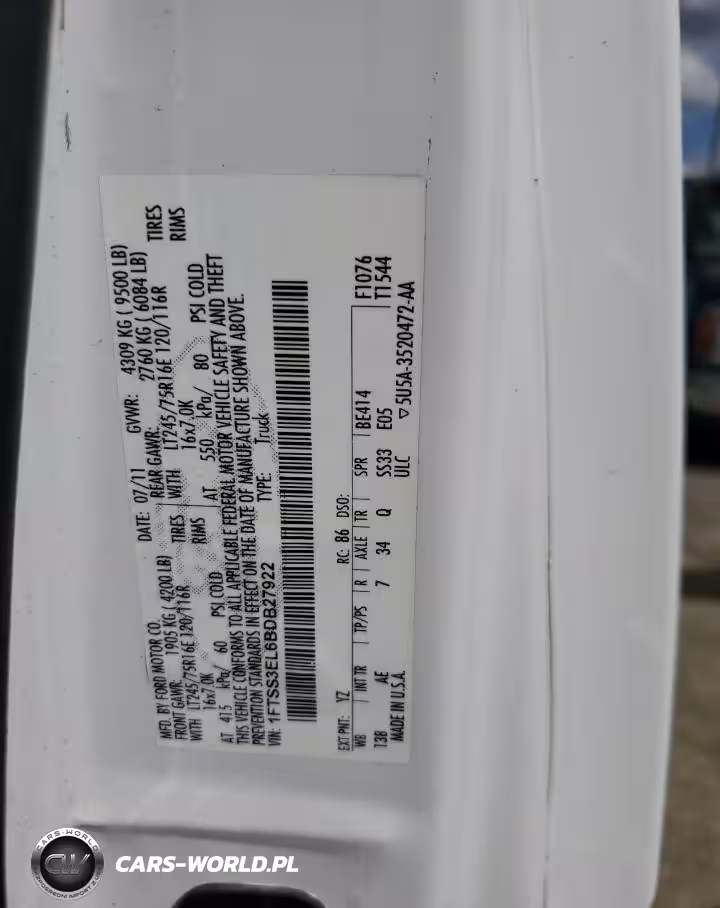 MFD. BY FORD MOTOR CO. DATE: 07/11 GVWR: 4309 KG ( 9500 LB)
FRONT GAWR: 1905 KG ( 4200 LB) REAR GAWR: 2760 KG ( 6084 LB)
WITH LT245/75R16E 120/116R TIRES WITH LT245/75R16E 120/116R TIRES
16x7.0K RIMS 16x7.0K RIMS
AT 415 kPa/ 60 PSI COLD AT 550 kPa/ 80 PSI COLD
THIS VEHICLE CONFORMS TO ALL APPLICABLE FEDERAL MOTOR VEHICLE SAFETY AND THEFT
PREVENTION STANDARDS IN EFFECT ON THE DATE OF MANUFACTURE SHOWN ABOVE.
VIN: 1FTSS3EL6BDB27922 TYPE: Truck
EXT PNT: YZ RC: 86 DSO:
WB INT TR TP/PS R AXLE TR SPR BE414 F1076
138 AE 7 34 Q SS33 E05 T1544
MADE IN U.S.A. ULC
▽5U5A-3520472-AA
CARS-WORLD
CW
CARS-WORLD.PL